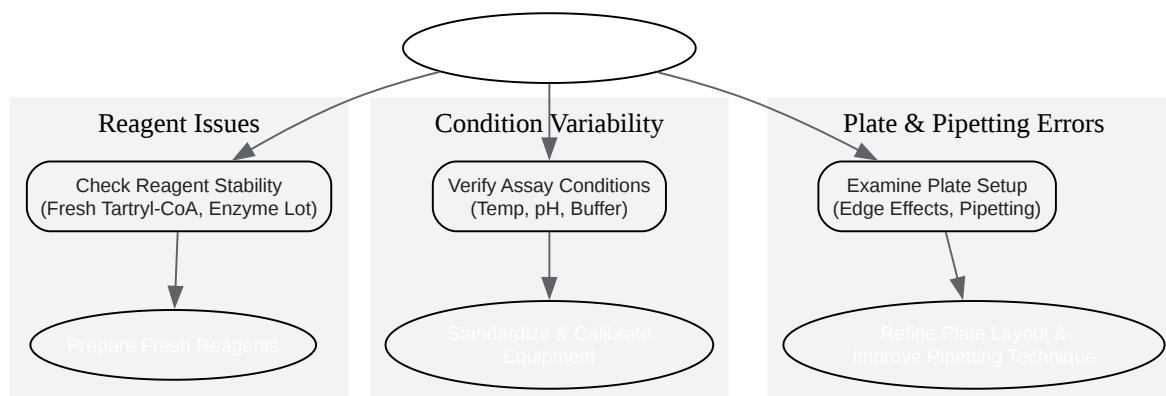 Reagent Issues
Condition Variability
Plate & Pipetting Errors
Check Reagent Stability
(Fresh Tartryl-CoA, Enzyme Lot)
Verify Assay Conditions
(Temp, pH, Buffer)
Examine Plate Setup
(Edge Effects, Pipetting)
Prepare Fresh Reagents
Standardize & Calibrate
Equipment
Refine Plate Layout &
Improve Pipetting Technique